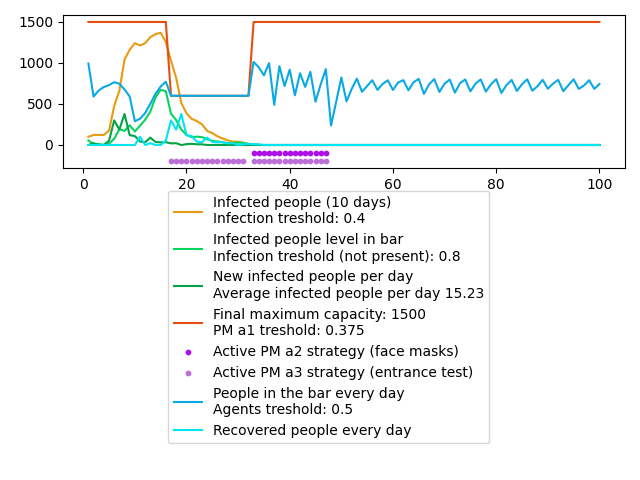 1500
1000
500
0
0 20 40 60 80 100
Infected people (10 days)
Infection treshold: 0.4
Infected people level in bar
Infection treshold (not present): 0.8
New infected people per day
Average infected people per day 15.23
Final maximum capacity: 1500
PM a1 treshold: 0.375
Active PM a2 strategy (face masks)
Active PM a3 strategy (entrance test)
People in the bar every day
Agents treshold: 0.5
Recovered people every day